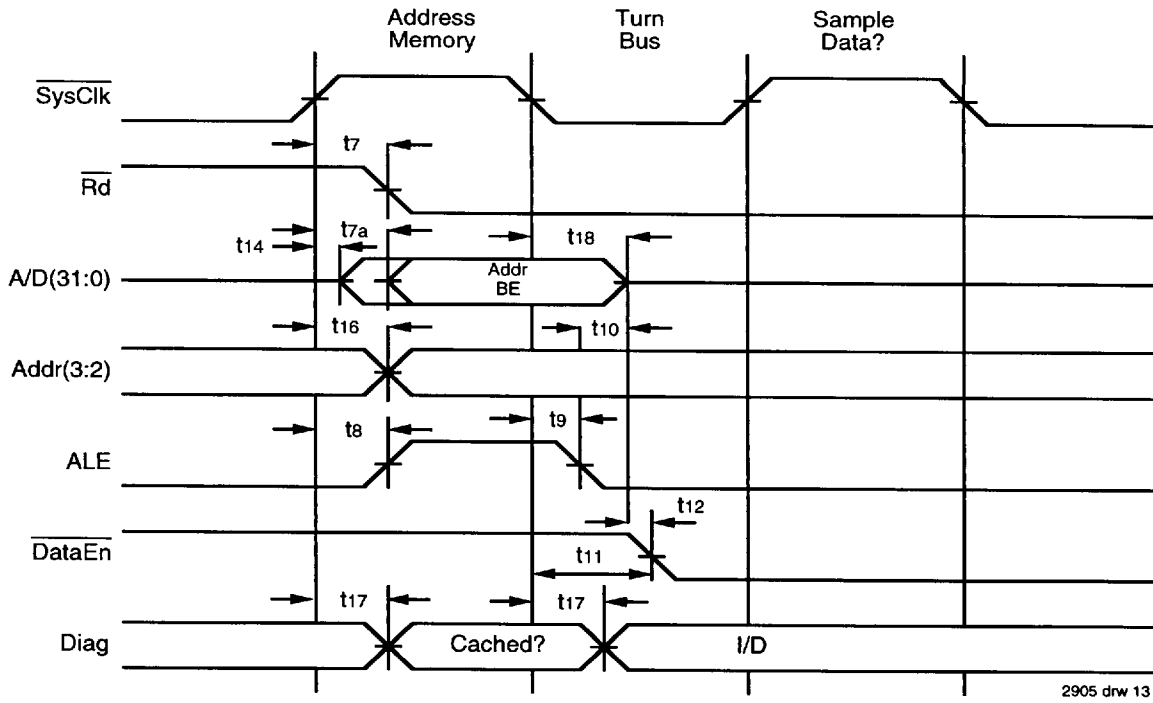 Address Memory
Turn Bus
Sample Data?
SysClk
t7
Rd
t7a
t18
t14
A/D(31:0)
Addr
BE
t16
t10
Addr(3:2)
t8
t9
ALE
t12
DataEn
t11
t17
t17
Diag
Cached?
I/D
2905 drw 13